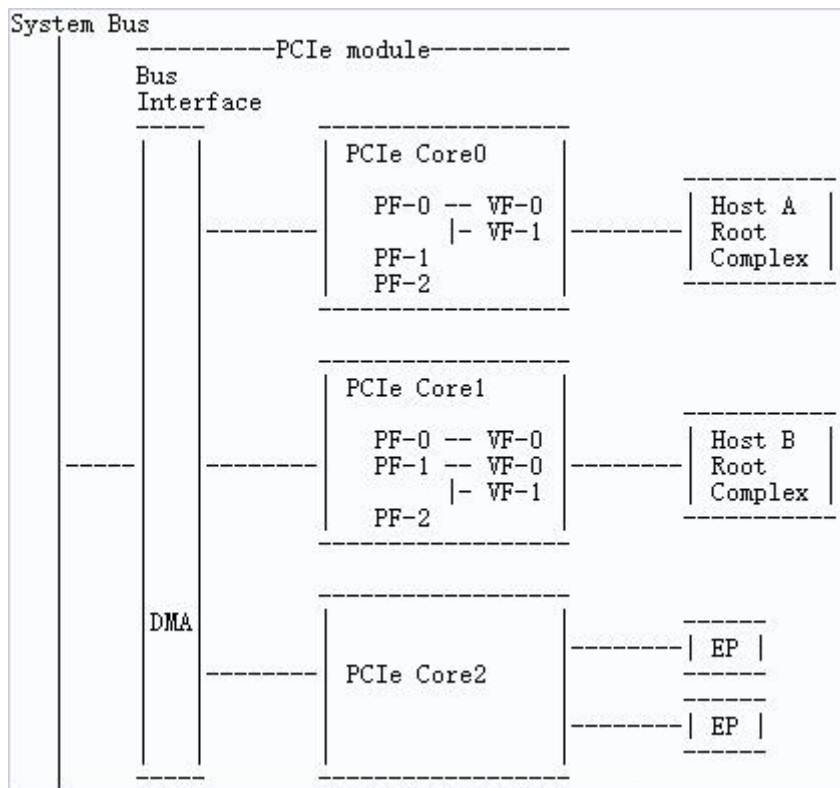 System Bus
PCIe module
Bus
Interface
PCIe Core0
PF-0 -- VF-0
|- VF-1
PF-1
PF-2
Host A
Root
Complex
PCIe Core1
PF-0 -- VF-0
PF-1 -- VF-0
|- VF-1
PF-2
Host B
Root
Complex
DMA
PCIe Core2
EP
EP